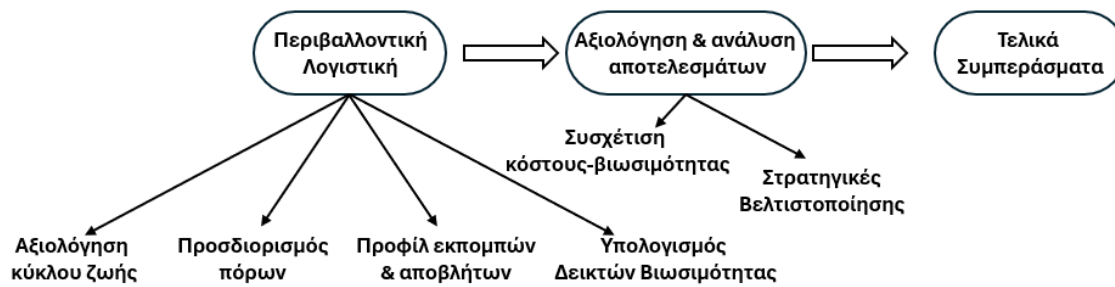 Περιβαλλοντική
Λογιστική
Αξιολόγηση & ανάλυση
αποτελεσμάτων
Τελικά
Συμπεράσματα
Συσχέτιση
κόστους-βιωσιμότητας
Στρατηγικές
Βελτιστοποίησης
Αξιολόγηση
κύκλου ζωής
Προσδιορισμός
πόρων
Προφίλ εκπομπών
& αποβλήτων
Υπολογισμός
Δεικτών Βιωσιμότητας